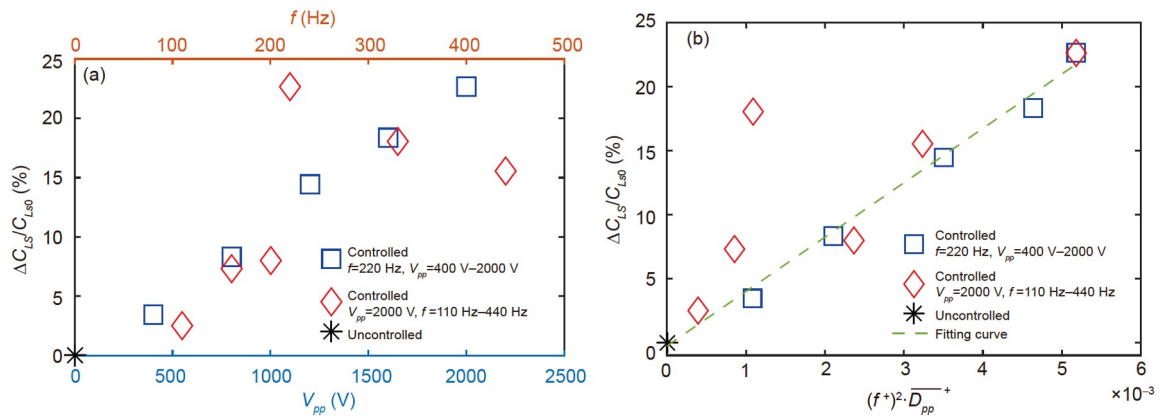 f (Hz)
0 100 200 300 400 500
(a)
25
20
15
10
5
0
ΔC_LS/C_Ls0 (%)
Controlled
f=220 Hz, V_pp=400 V–2000 V
Controlled
V_pp=2000 V, f =110 Hz–440 Hz
Uncontrolled
0 500 1000 1500 2000 2500
V_pp (V)
(b)
25
20
15
10
5
0
ΔC_LS/C_Ls0 (%)
Controlled
f=220 Hz, V_pp=400 V–2000 V
Controlled
V_pp=2000 V, f =110 Hz–440 Hz
Uncontrolled
Fitting curve
0 1 2 3 4 5 6
×10⁻³
(f⁺)²·D̅_pp⁺